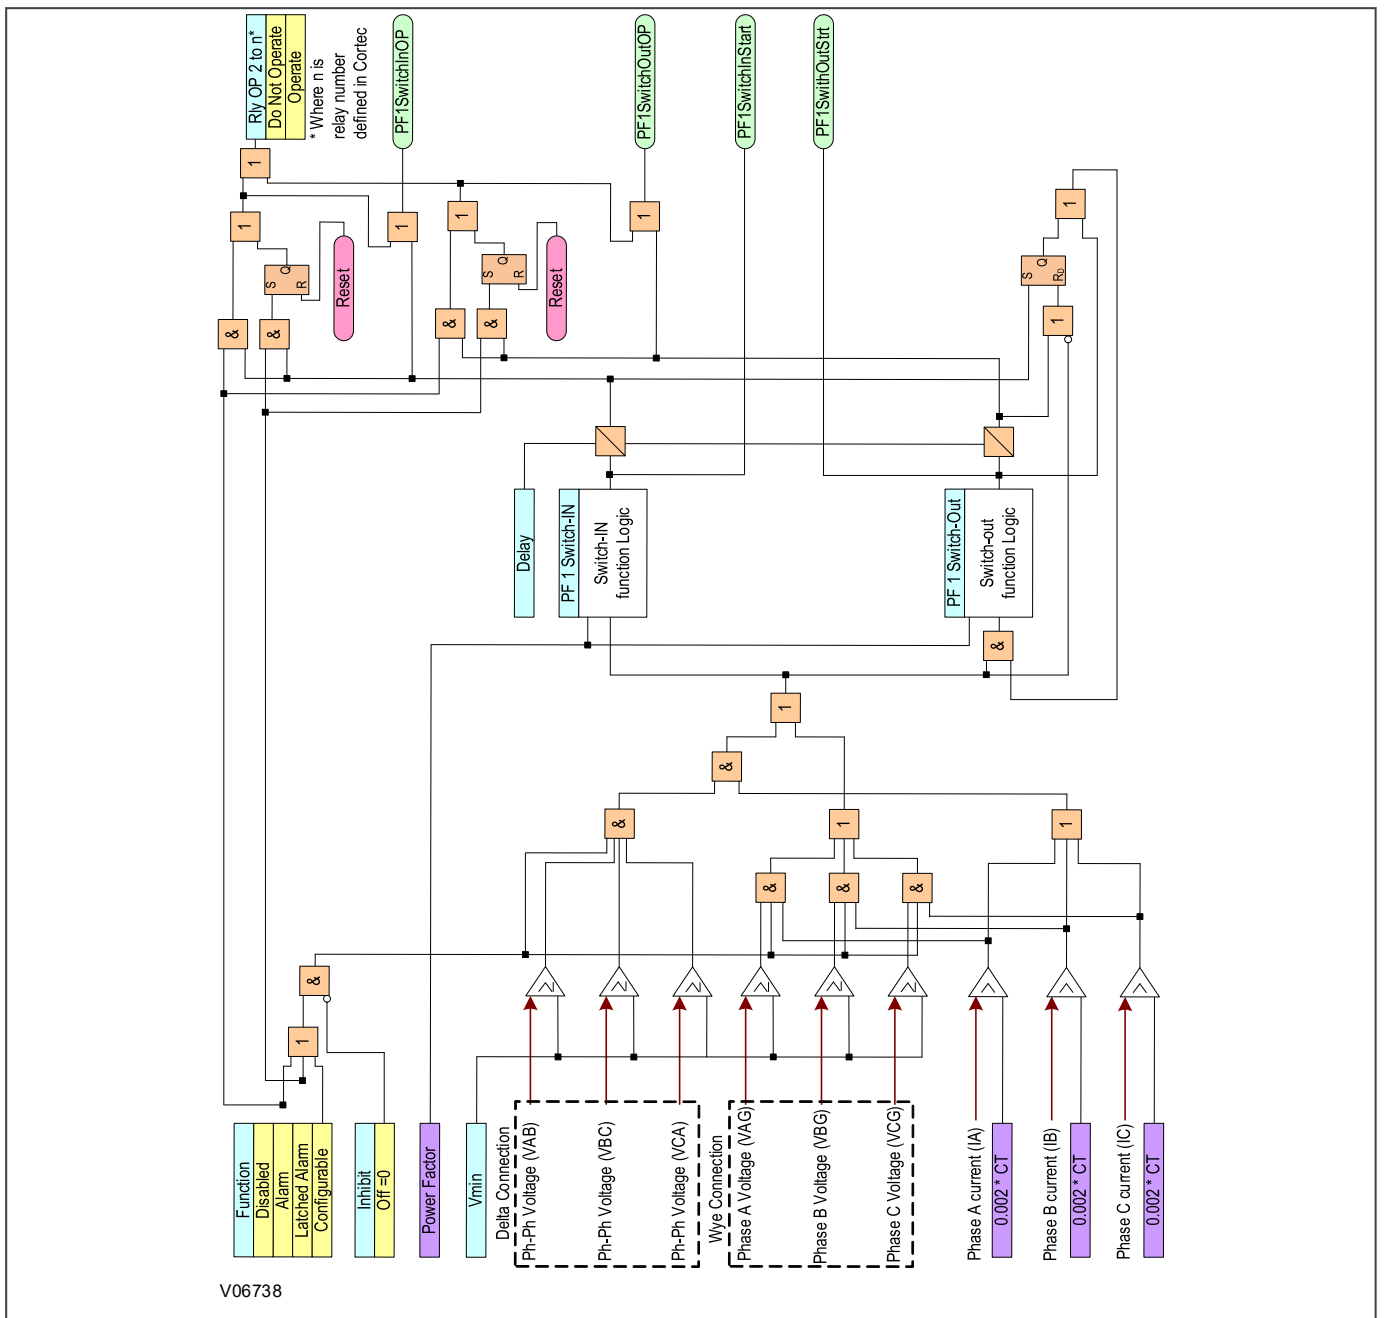 Rly OP 2 to n*
Do Not Operate
Operate
* Where n is
relay number
defined in Cortec
PF1SwitchInOP
PF1SwitchOutOP
PF1SwitchInStart
PF1SwithOutStrt
1
1
1
1
1
1
S
Q
R
Reset
S
Q
R
Reset
S
Q
RD
1
&
&
&
&
Delay
PF 1 Switch-IN
Switch-IN
function Logic
PF 1 Switch-Out
Switch-out
function Logic
&
1
&
&
1
1
&
&
&
&
1
≥
≥
≥
≥
≥
≥
>
>
>
Function
Disabled
Alarm
Latched Alarm
Configurable
Inhibit
Off =0
Power Factor
Vmin
Delta Connection
Ph-Ph Voltage (VAB)
Ph-Ph Voltage (VBC)
Ph-Ph Voltage (VCA)
Wye Connection
Phase A Voltage (VAG)
Phase B Voltage (VBG)
Phase C Voltage (VCG)
Phase A current (IA)
0.002 * CT
Phase B current (IB)
0.002 * CT
Phase C current (IC)
0.002 * CT
V06738